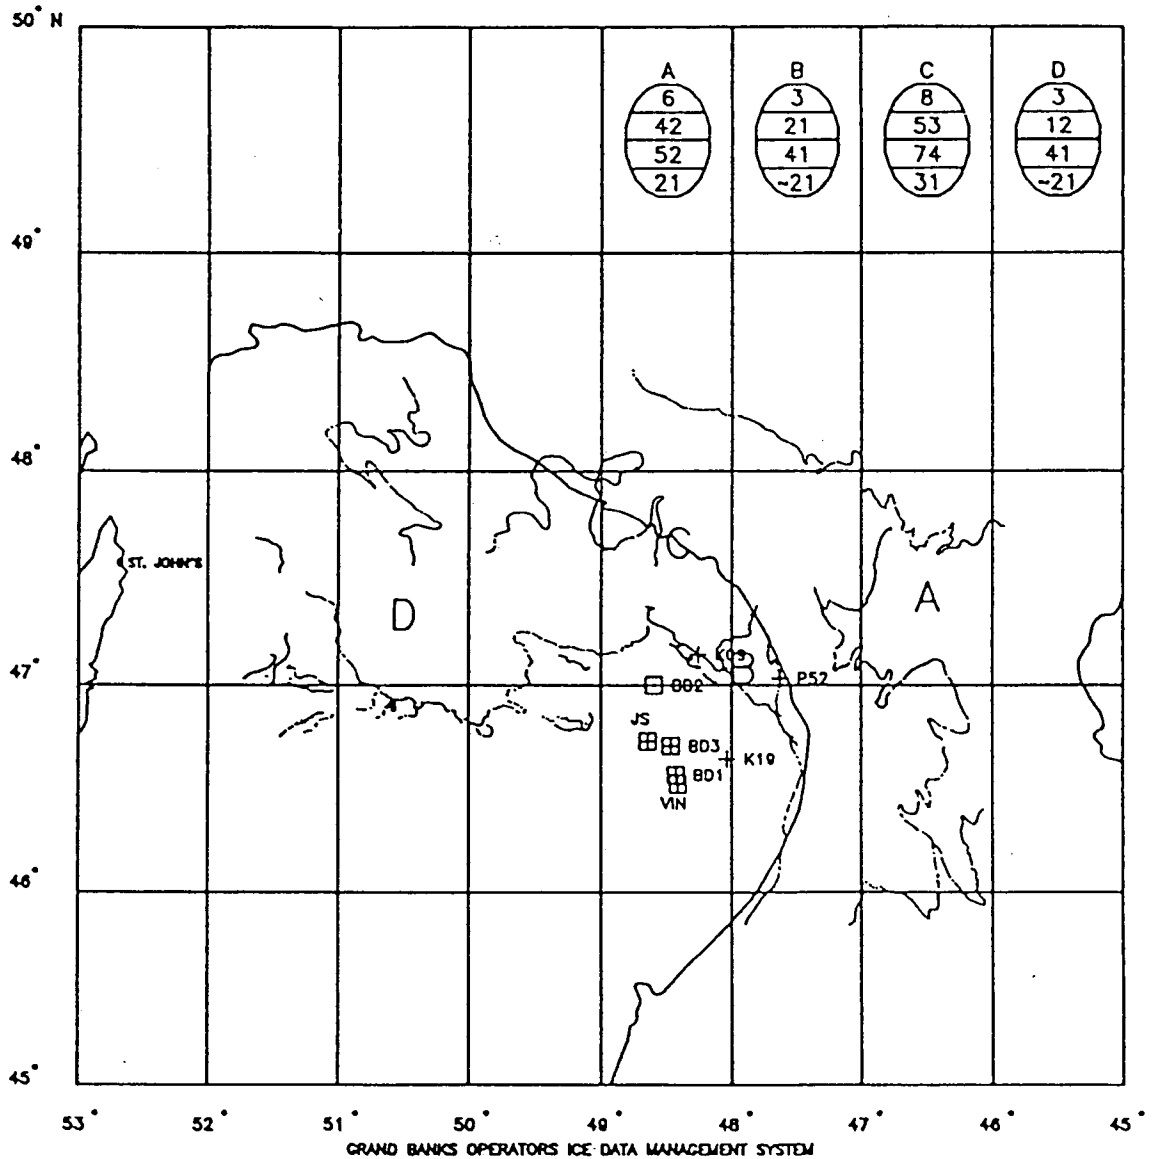 50° N
A B C D
6 3 8 3
42 21 53 12
52 41 74 41
21 ~21 31 ~21
49°
48°
ST. JOHN'S
D
A
47°
P52
BD2
JS
BD3
K19
BD1
VIN
46°
45°
53° 52° 51° 50° 49° 48° 47° 46° 45°
GRAND BANKS OPERATORS ICE DATA MANAGEMENT SYSTEM